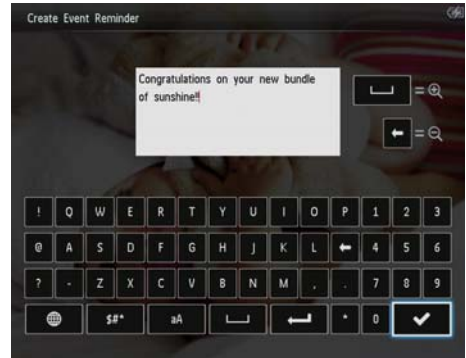 Create Event Reminder
Congratulations on your new bundle
of sunshine!!
=
=
! Q W E R T Y U I O P 1 2 3
@ A S D F G H J K L 4 5 6
? - Z X C V B N M , . 7 8 9
$#* aA * 0